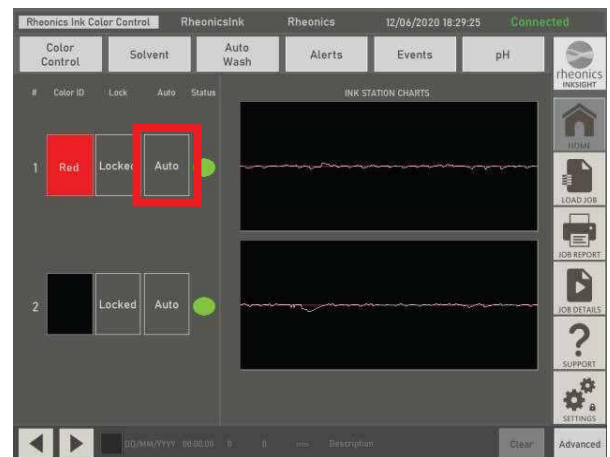 Rheonics Ink Color Control RheonicsInk Rheonics 12/06/2020 18:29:25 Connected
Color Control Solvent Auto Wash Alerts Events pH
rheonics
INKSIGHT
# Color ID Lock Auto Status INK STATION CHARTS
HOME
1 Red Locked Auto
LOAD JOB
JOB REPORT
2 Locked Auto
JOB DETAILS
SUPPORT
SETTINGS
DD/MM/YYYY 00:00:00 0 0 Description Clear Advanced